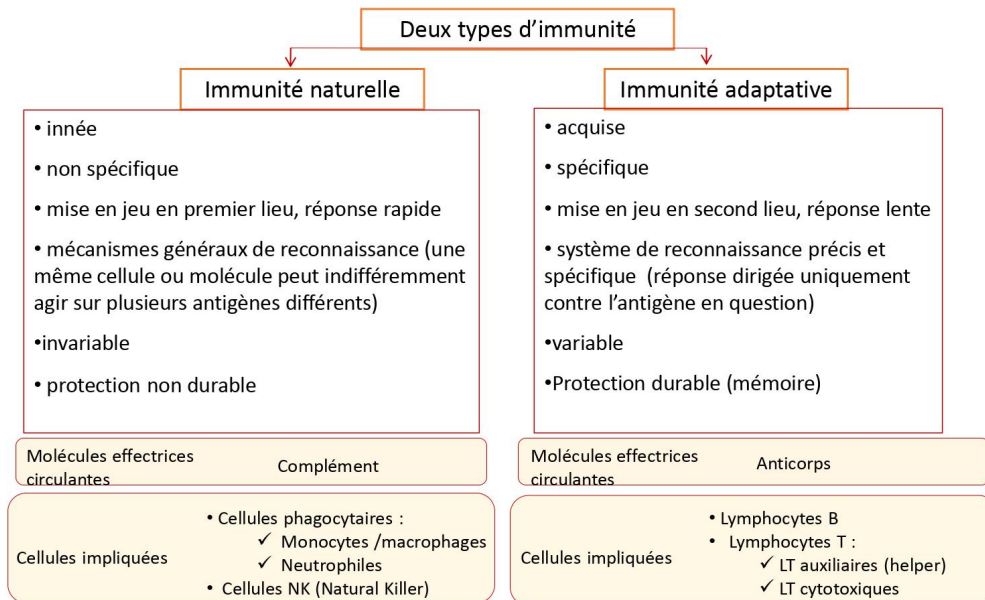 Deux types d’immunité
Immunité naturelle
• innée
• non spécifique
• mise en jeu en premier lieu, réponse rapide
• mécanismes généraux de reconnaissance (une
même cellule ou molécule peut indifféremment
agir sur plusieurs antigènes différents)
•invariable
• protection non durable
Molécules effectrices
circulantes
Complément
Cellules impliquées
• Cellules phagocytaires :
✓ Monocytes /macrophages
✓ Neutrophiles
• Cellules NK (Natural Killer)
Immunité adaptative
• acquise
• spécifique
• mise en jeu en second lieu, réponse lente
• système de reconnaissance précis et
spécifique (réponse dirigée uniquement
contre l’antigène en question)
•variable
•Protection durable (mémoire)
Molécules effectrices
circulantes
Anticorps
Cellules impliquées
• Lymphocytes B
• Lymphocytes T :
✓ LT auxiliaires (helper)
✓ LT cytotoxiques